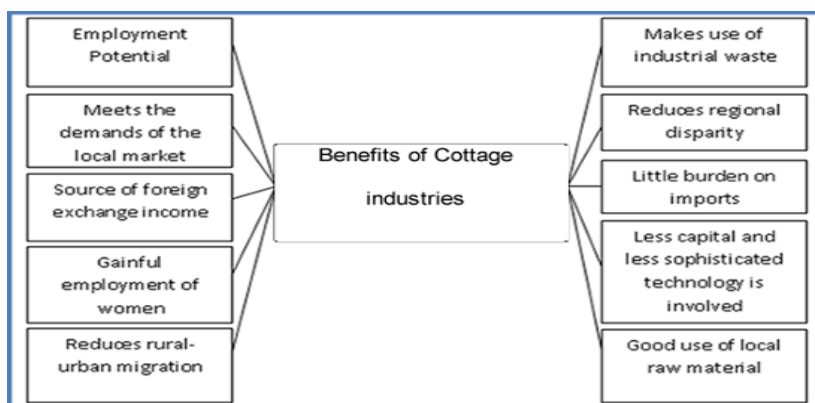 Employment
Potential
Meets the
demands of the
local market
Source of foreign
exchange income
Gainful
employment of
women
Reduces rural-
urban migration
Benefits of Cottage
industries
Makes use of
industrial waste
Reduces regional
disparity
Little burden on
imports
Less capital and
less sophisticated
technology is
involved
Good use of local
raw material